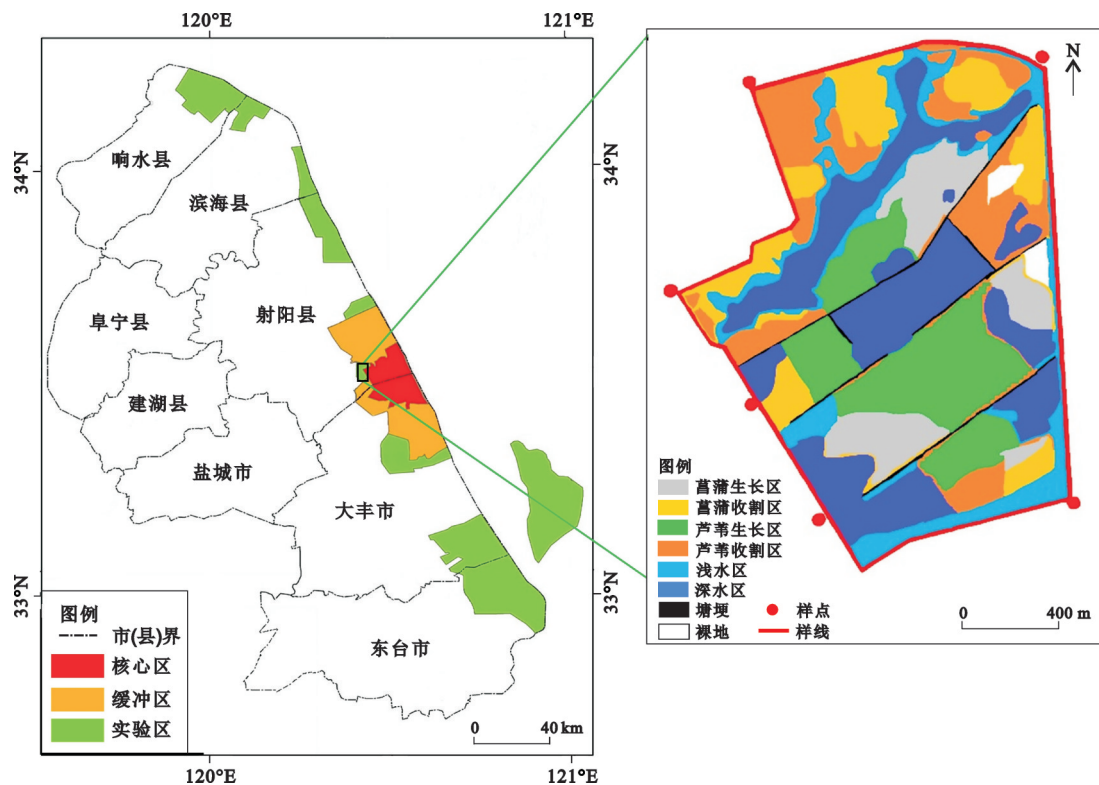 120°E
121°E
34°N
34°N
33°N
33°N
120°E
121°E
响水县
滨海县
射阳县
阜宁县
建湖县
盐城市
大丰市
东台市
图例
市(县)界
核心区
缓冲区
实验区
0 40 km
N
图例
菖蒲生长区
菖蒲收割区
芦苇生长区
芦苇收割区
浅水区
深水区
塘埂
裸地
样点
样线
0 400 m